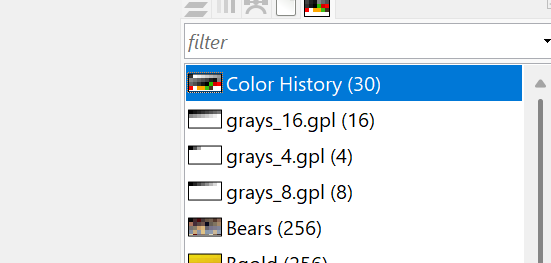 filter
Color History (30)
grays_16.gpl (16)
grays_4.gpl (4)
grays_8.gpl (8)
Bears (256)
Bgold (256)